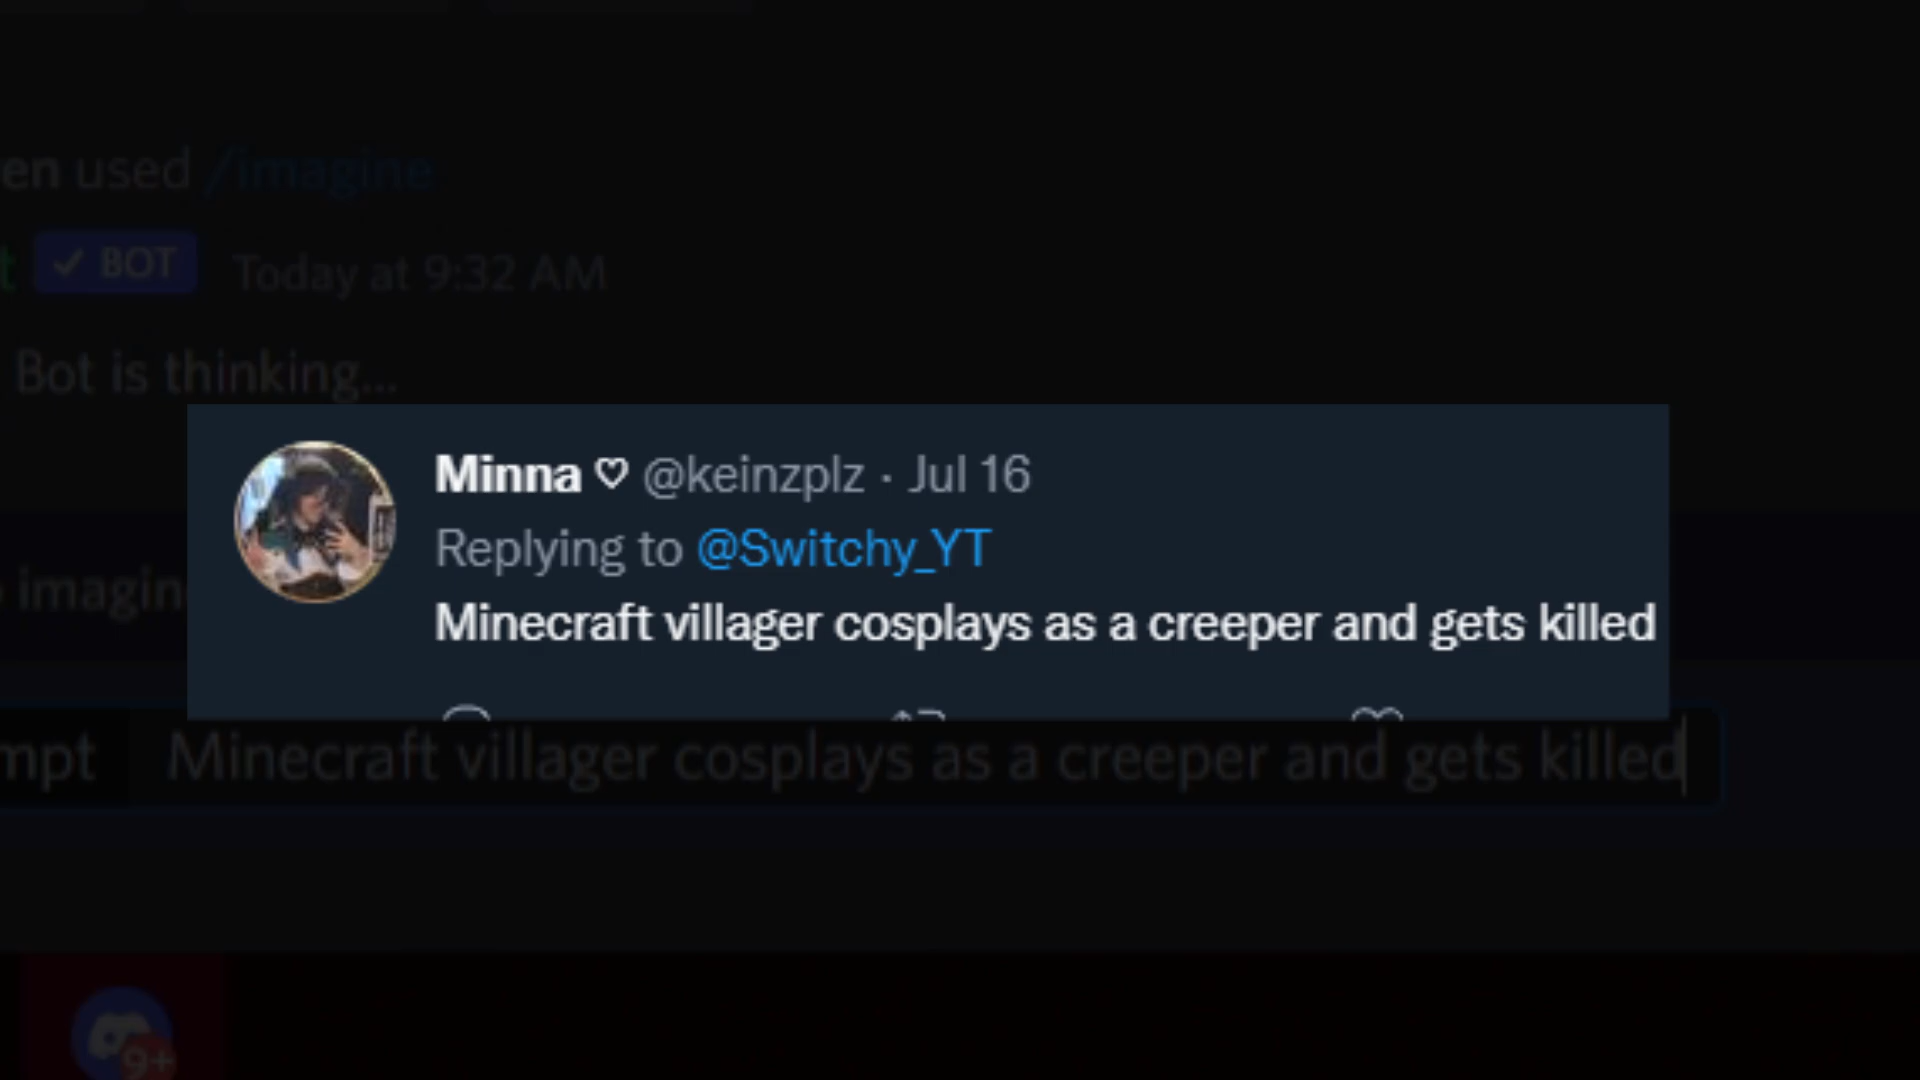 en used /imagine
t ✓ BOT Today at 9:32 AM
Bot is thinking...
Minna ♡ @keinzplz · Jul 16
Replying to @Switchy_YT
Minecraft villager cosplays as a creeper and gets killed
imagin
mpt Minecraft villager cosplays as a creeper and gets killed
9+